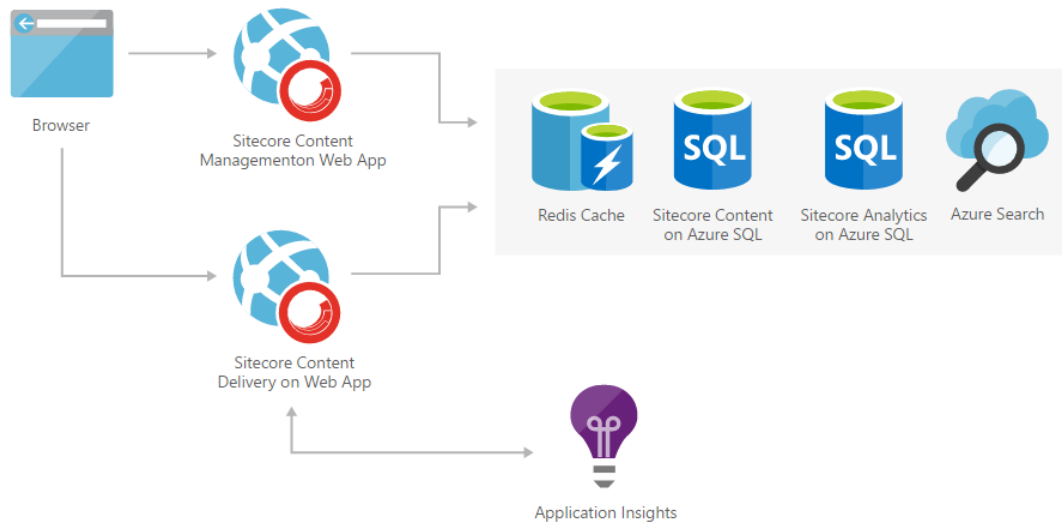 Browser
Sitecore Content
Managementon Web App
SQL
SQL
Redis Cache
Sitecore Content
on Azure SQL
Sitecore Analytics
on Azure SQL
Azure Search
Sitecore Content
Delivery on Web App
Application Insights